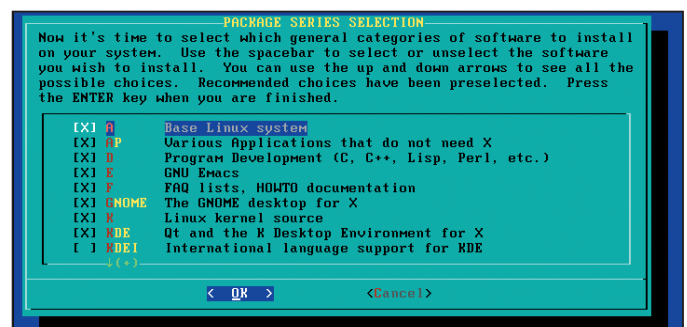 PACKAGE SERIES SELECTION
Now it's time to select which general categories of software to install
on your system.  Use the spacebar to select or unselect the software
you wish to install.  You can use the up and down arrows to see all the
possible choices.  Recommended choices have been preselected.  Press
the ENTER key when you are finished.
[X] A Base Linux system
[X] AP Various Applications that do not need X
[X] D Program Development (C, C++, Lisp, Perl, etc.)
[X] E GNU Emacs
[X] F FAQ lists, HOWTO documentation
[X] GNOME The GNOME desktop for X
[X] K Linux kernel source
[X] KDE Qt and the K Desktop Environment for X
[ ] KDEI International language support for KDE
↓(+)
< OK > <Cancel>